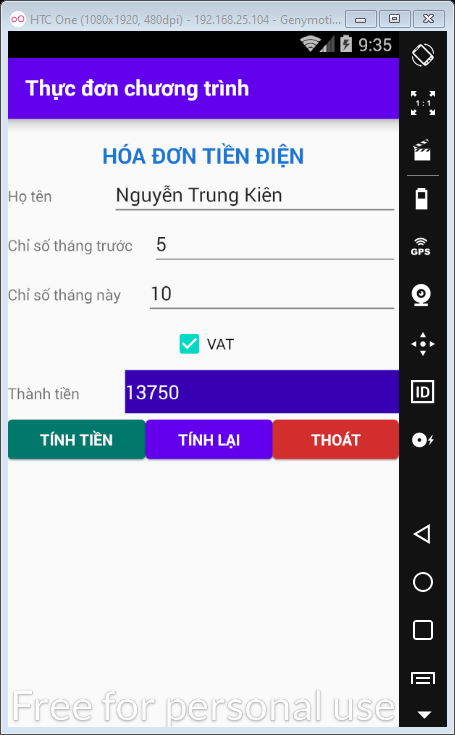 HTC One (1080x1920, 480dpi) - 192.168.25.104 - Genymoti...
9:35
Thực đơn chương trình
1 : 1
HÓA ĐƠN TIỀN ĐIỆN
Họ tên Nguyễn Trung Kiên
Chỉ số tháng trước 5
GPS
Chỉ số tháng này 10
VAT
Thành tiền 13750
ID
TÍNH TIỀN TÍNH LẠI THOÁT
Free for personal use